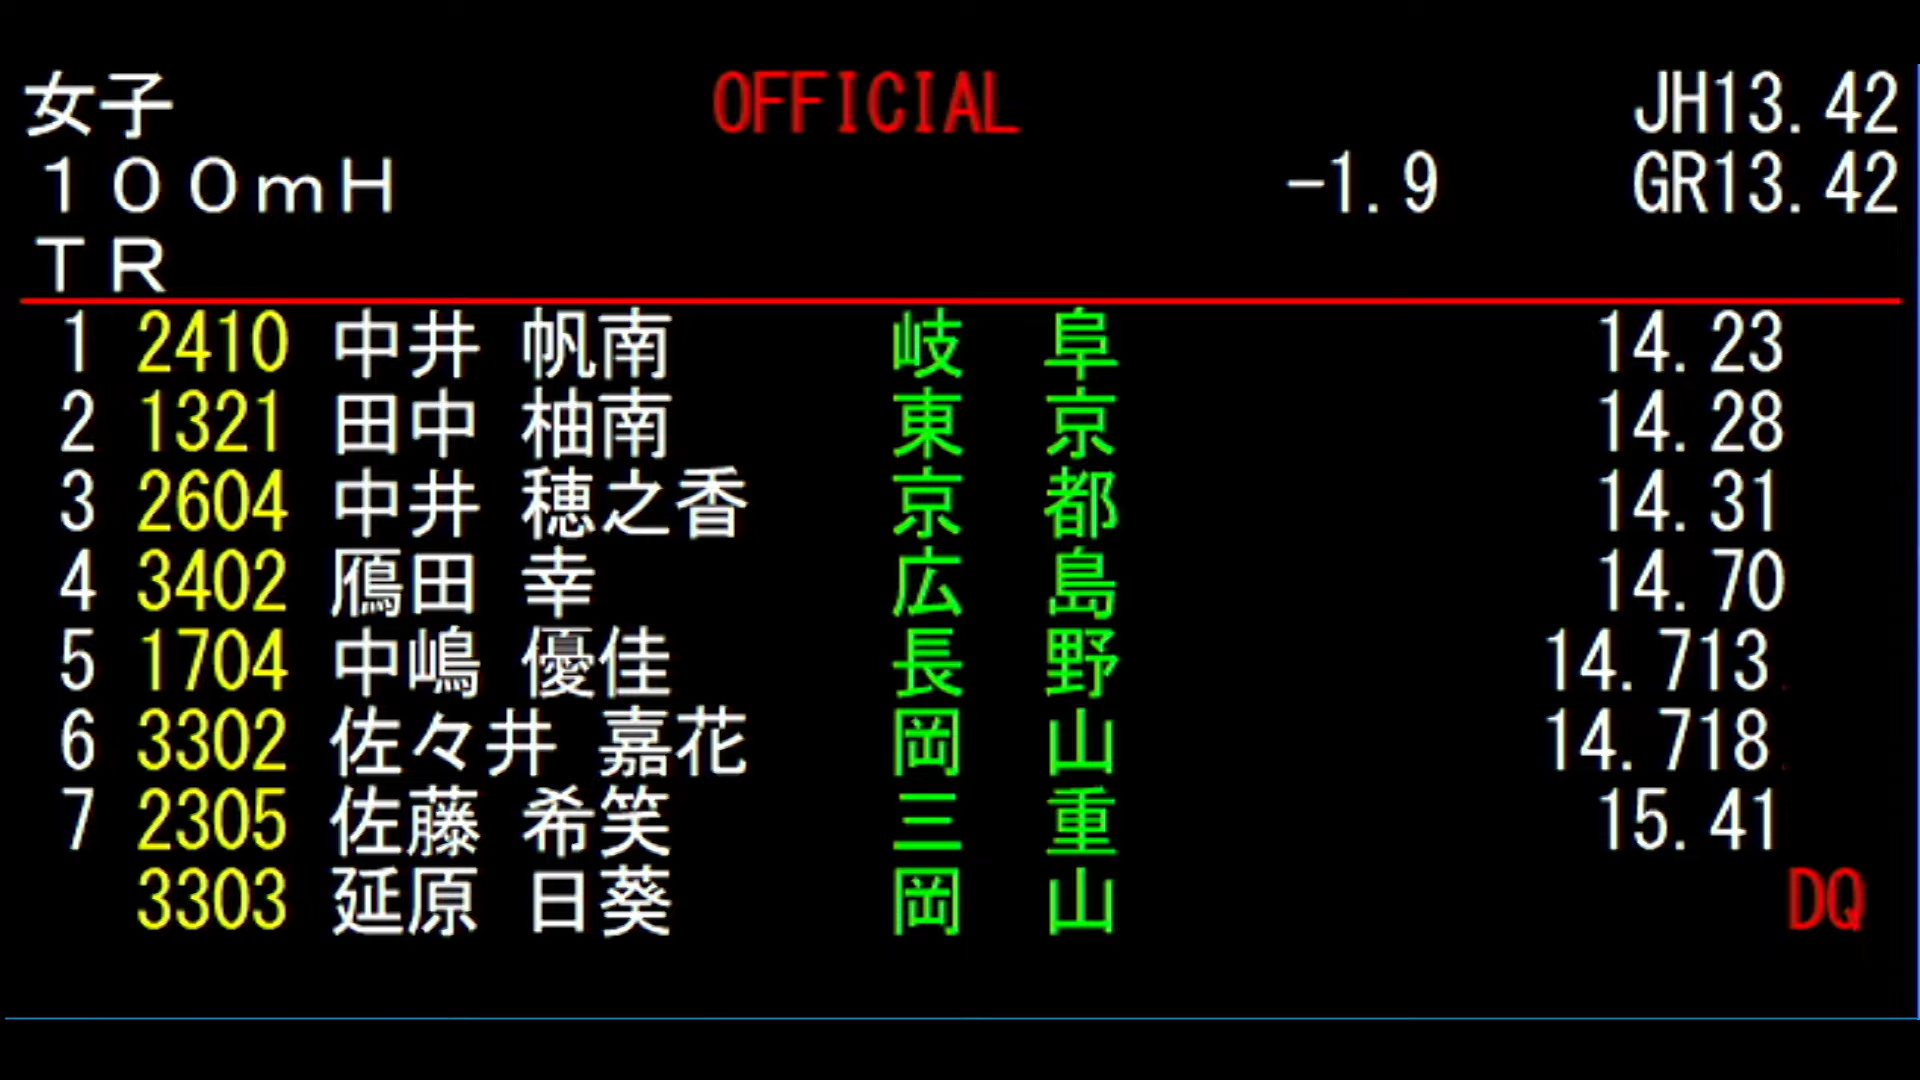 女子 OFFICIAL JH13.42
１００ｍＨ -1.9 GR13.42
ＴＲ
1 2410 中井 帆南 岐 阜 14.23
2 1321 田中 柚南 東 京 14.28
3 2604 中井 穂之香 京 都 14.31
4 3402 鴈田 幸 広 島 14.70
5 1704 中嶋 優佳 長 野 14.713
6 3302 佐々井 嘉花 岡 山 14.718
7 2305 佐藤 希笑 三 重 15.41
3303 延原 日葵 岡 山 DQ